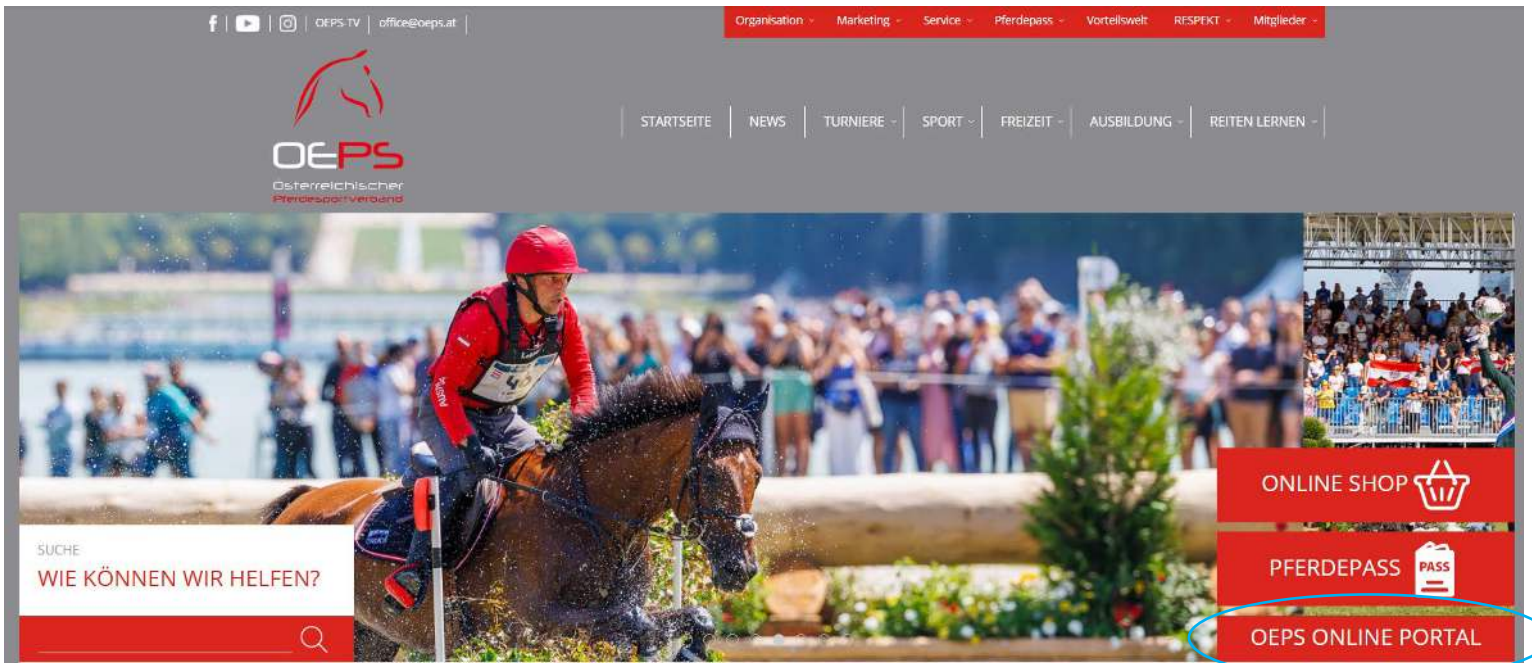 OEPS TV office@oeps.at
Organisation Marketing Service Pferdepass Vorteilswelt RESPEKT Mitglieder
OEPS
Österreichischer
Pferdesportverband
STARTSEITE NEWS TURNIERE SPORT FREIZEIT AUSBILDUNG REITEN LERNEN
SUCHE
WIE KÖNNEN WIR HELFEN?
ONLINE SHOP
PFERDEPASS PASS
OEPS ONLINE PORTAL